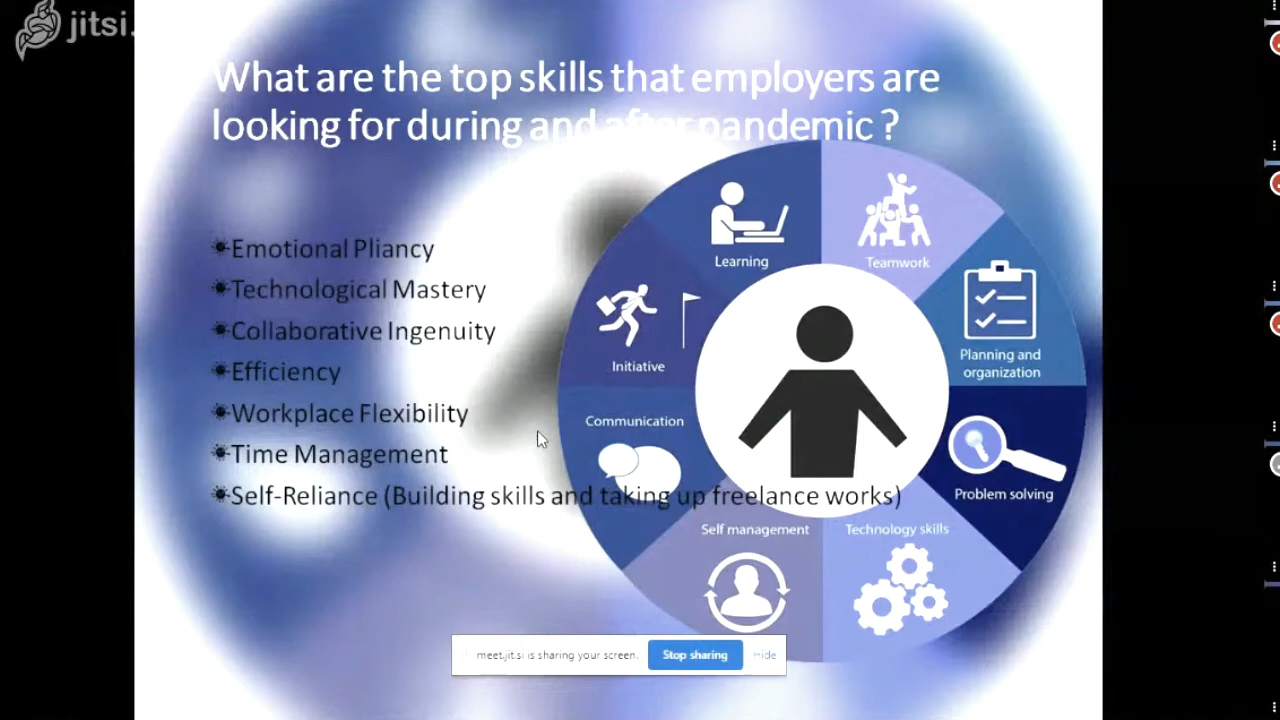 jitsi.
What are the top skills that employers are
looking for during and after pandemic ?
Emotional Pliancy
Technological Mastery
Collaborative Ingenuity
Efficiency
Workplace Flexibility
Time Management
Self-Reliance (Building skills and taking up freelance works)
Learning
Teamwork
Initiative
Planning and
organization
Communication
Problem solving
Self management
Technology skills
meet.jit.si is sharing your screen.
Stop sharing
Hide